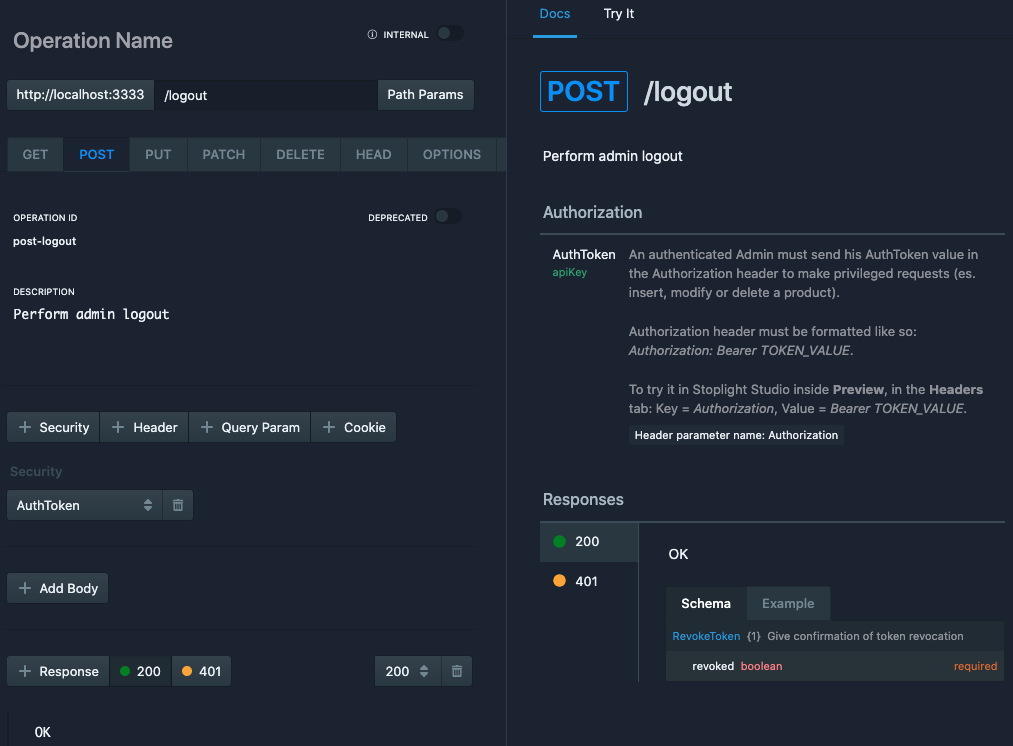 Operation Name
INTERNAL
http://localhost:3333 /logout Path Params
GET POST PUT PATCH DELETE HEAD OPTIONS
OPERATION ID
DEPRECATED
post-logout
DESCRIPTION
Perform admin logout
+ Security + Header + Query Param + Cookie
Security
AuthToken
+ Add Body
+ Response 200 401 200
OK
Docs Try It
POST /logout
Perform admin logout
Authorization
AuthToken
apiKey
An authenticated Admin must send his AuthToken value in
the Authorization header to make privileged requests (es.
insert, modify or delete a product).
Authorization header must be formatted like so:
Authorization: Bearer TOKEN_VALUE.
To try it in Stoplight Studio inside Preview, in the Headers
tab: Key = Authorization, Value = Bearer TOKEN_VALUE.
Header parameter name: Authorization
Responses
200
401
OK
Schema Example
RevokeToken {1} Give confirmation of token revocation
revoked boolean required